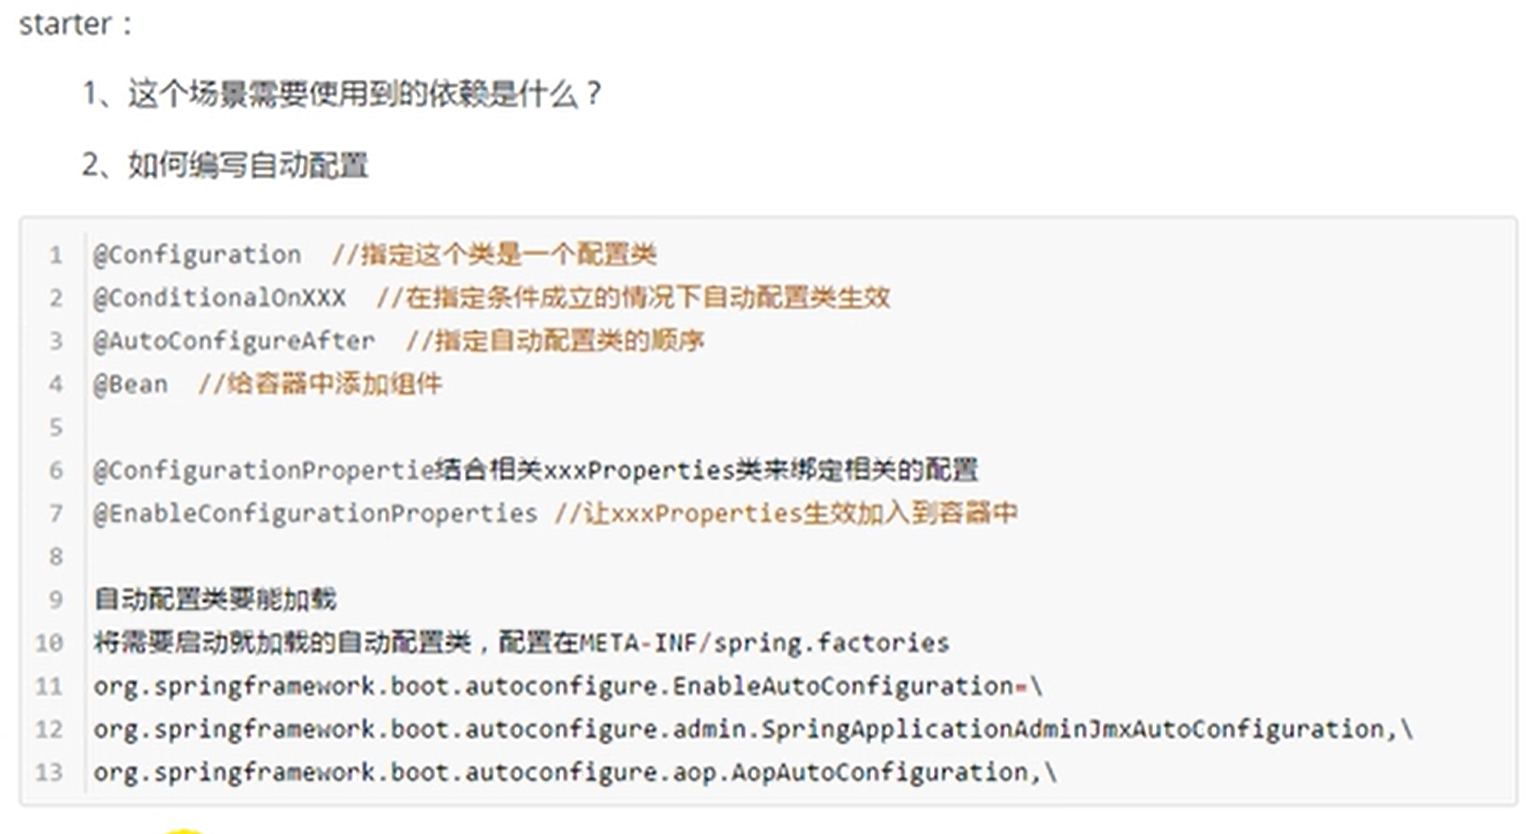 starter：
1、这个场景需要使用到的依赖是什么？
2、如何编写自动配置
1 @Configuration //指定这个类是一个配置类
2 @ConditionalOnXXX //在指定条件成立的情况下自动配置类生效
3 @AutoConfigureAfter //指定自动配置类的顺序
4 @Bean //给容器中添加组件
5
6 @ConfigurationPropertie结合相关xxxProperties类来绑定相关的配置
7 @EnableConfigurationProperties //让xxxProperties生效加入到容器中
8
9 自动配置类要能加载
10 将需要启动就加载的自动配置类，配置在META-INF/spring.factories
11 org.springframework.boot.autoconfigure.EnableAutoConfiguration=\
12 org.springframework.boot.autoconfigure.admin.SpringApplicationAdminJmxAutoConfiguration,\
13 org.springframework.boot.autoconfigure.aop.AopAutoConfiguration,\